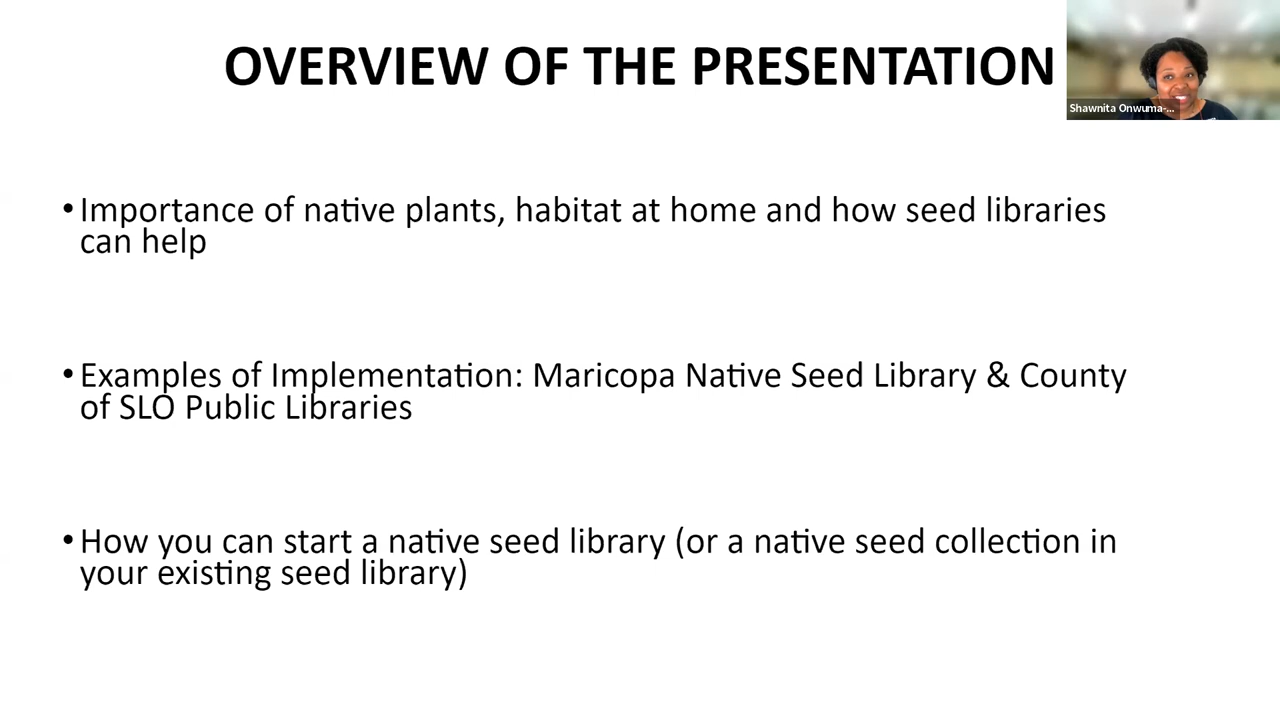 OVERVIEW OF THE PRESENTATION
Shawnita Onwuma-...
•Importance of native plants, habitat at home and how seed libraries
can help
•Examples of Implementation: Maricopa Native Seed Library & County
of SLO Public Libraries
•How you can start a native seed library (or a native seed collection in
your existing seed library)